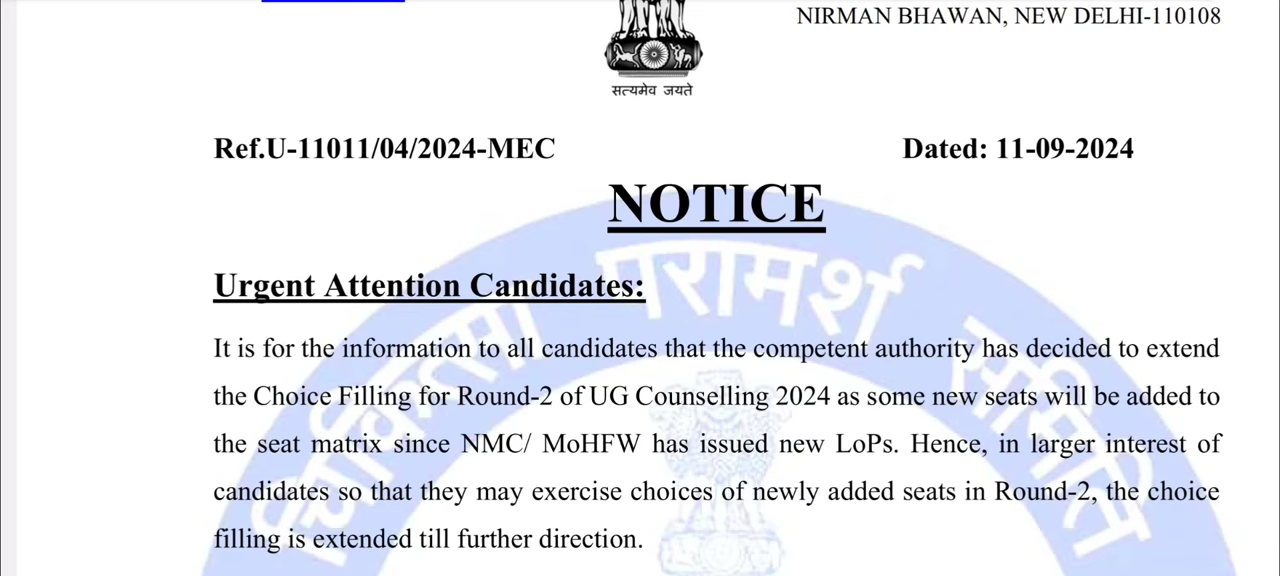 NIRMAN BHAWAN, NEW DELHI-110108
सत्यमेव जयते
Ref.U-11011/04/2024-MEC Dated: 11-09-2024
NOTICE
Urgent Attention Candidates:
It is for the information to all candidates that the competent authority has decided to extend
the Choice Filling for Round-2 of UG Counselling 2024 as some new seats will be added to
the seat matrix since NMC/ MoHFW has issued new LoPs. Hence, in larger interest of
candidates so that they may exercise choices of newly added seats in Round-2, the choice
filling is extended till further direction.
चिकित्सा परामर्श समिति